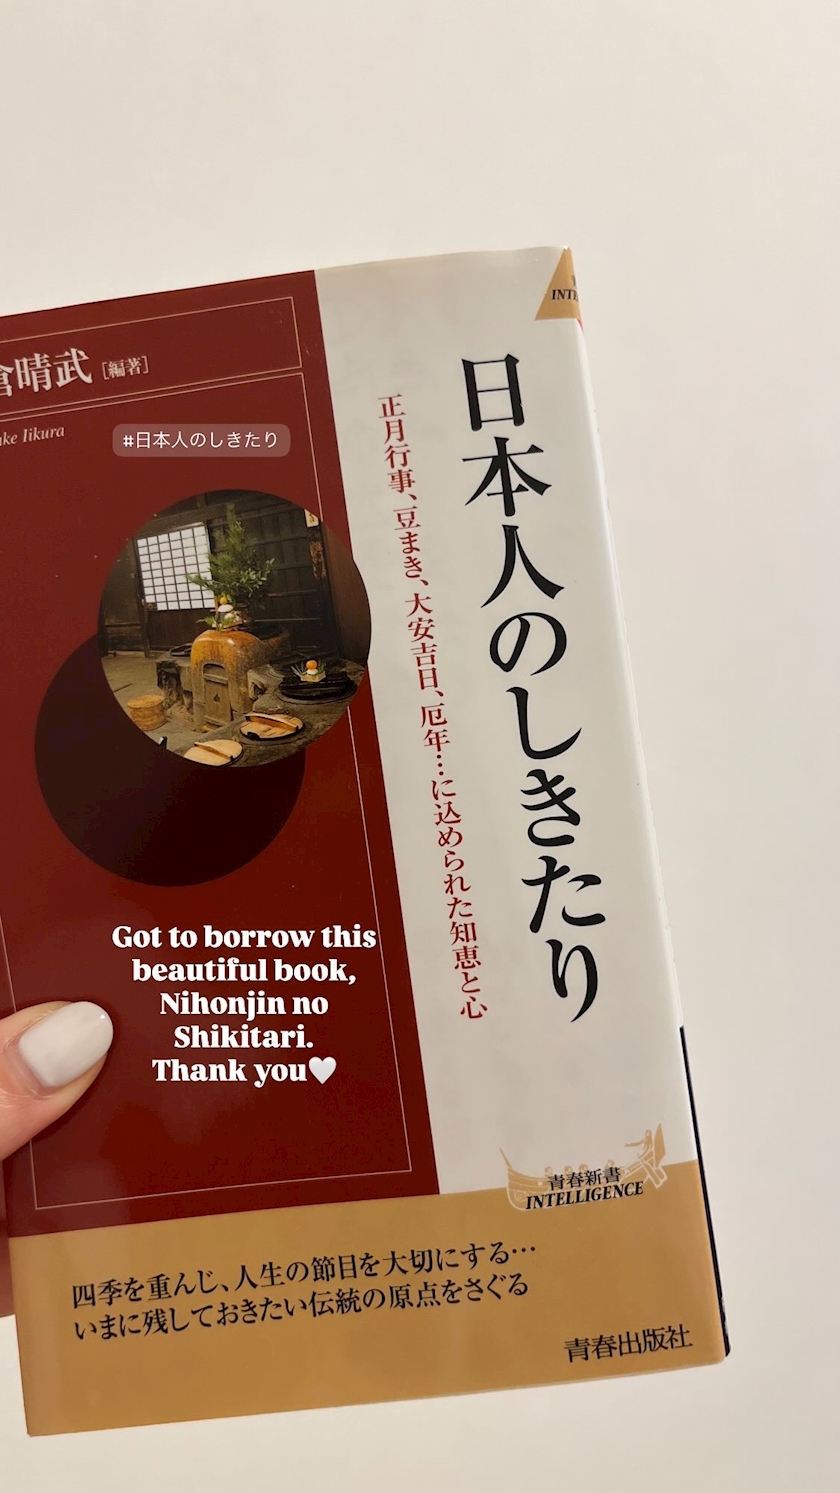 INTE
日本人のしきたり
正月行事、豆まき、大安吉日、厄年…に込められた知恵と心
倉晴武 [編著]
ke Iikura
#日本人のしきたり
Got to borrow this
beautiful book,
Nihonjin no
Shikitari.
Thank you🤍
青春新書
INTELLIGENCE
四季を重んじ、人生の節目を大切にする…
いまに残しておきたい伝統の原点をさぐる
青春出版社